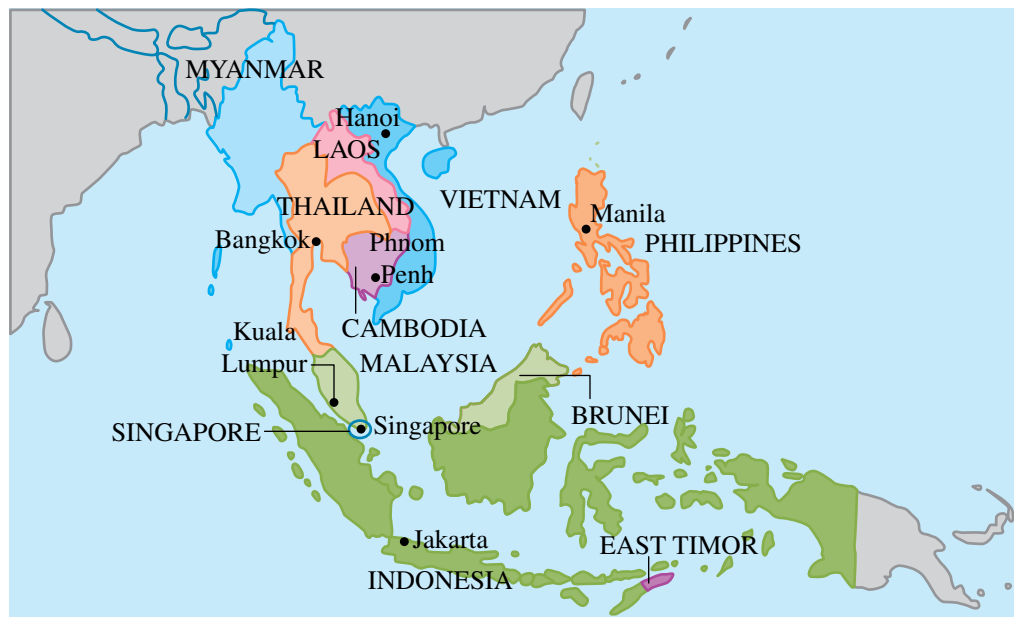 MYANMAR
Hanoi
LAOS
VIETNAM
THAILAND
Manila
Bangkok
Phnom
PHILIPPINES
Penh
CAMBODIA
Kuala
Lumpur
MALAYSIA
BRUNEI
SINGAPORE
Singapore
Jakarta
EAST TIMOR
INDONESIA